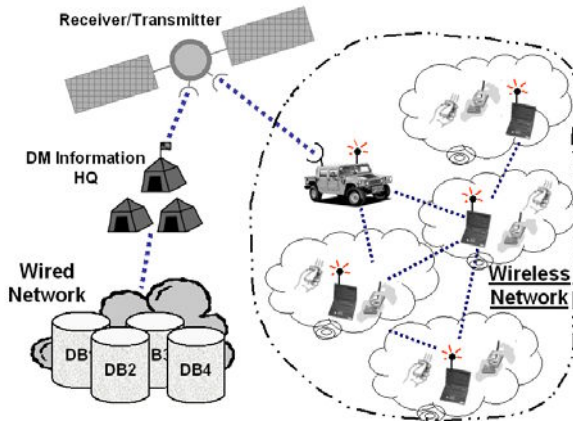 Receiver/Transmitter
DM Information
HQ
Wired
Network
DB2
DB4
Wireless
Network